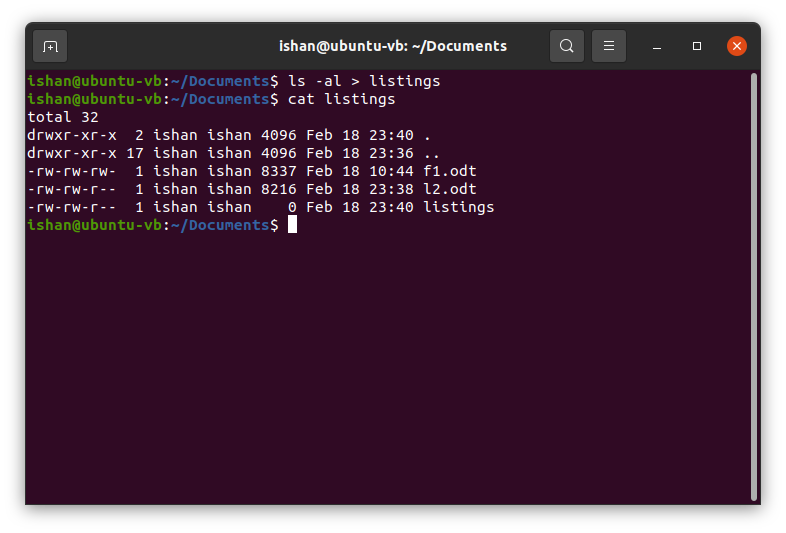 ishan@ubuntu-vb: ~/Documents
ishan@ubuntu-vb:~/Documents$ ls -al > listings
ishan@ubuntu-vb:~/Documents$ cat listings
total 32
drwxr-xr-x  2 ishan ishan 4096 Feb 18 23:40 .
drwxr-xr-x 17 ishan ishan 4096 Feb 18 23:36 ..
-rw-rw-rw-  1 ishan ishan 8337 Feb 18 10:44 f1.odt
-rw-rw-r--  1 ishan ishan 8216 Feb 18 23:38 l2.odt
-rw-rw-r--  1 ishan ishan    0 Feb 18 23:40 listings
ishan@ubuntu-vb:~/Documents$